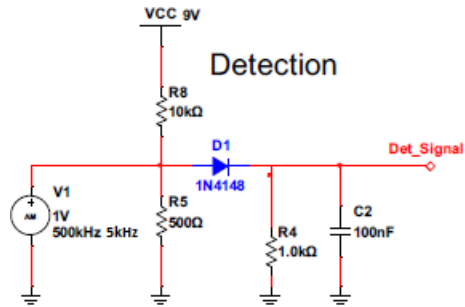 VCC 9V
Detection
R8
10kΩ
D1
1N4148
Det_Signal
V1
1V
500kHz 5kHz
AM
R5
500Ω
R4
1.0kΩ
C2
100nF